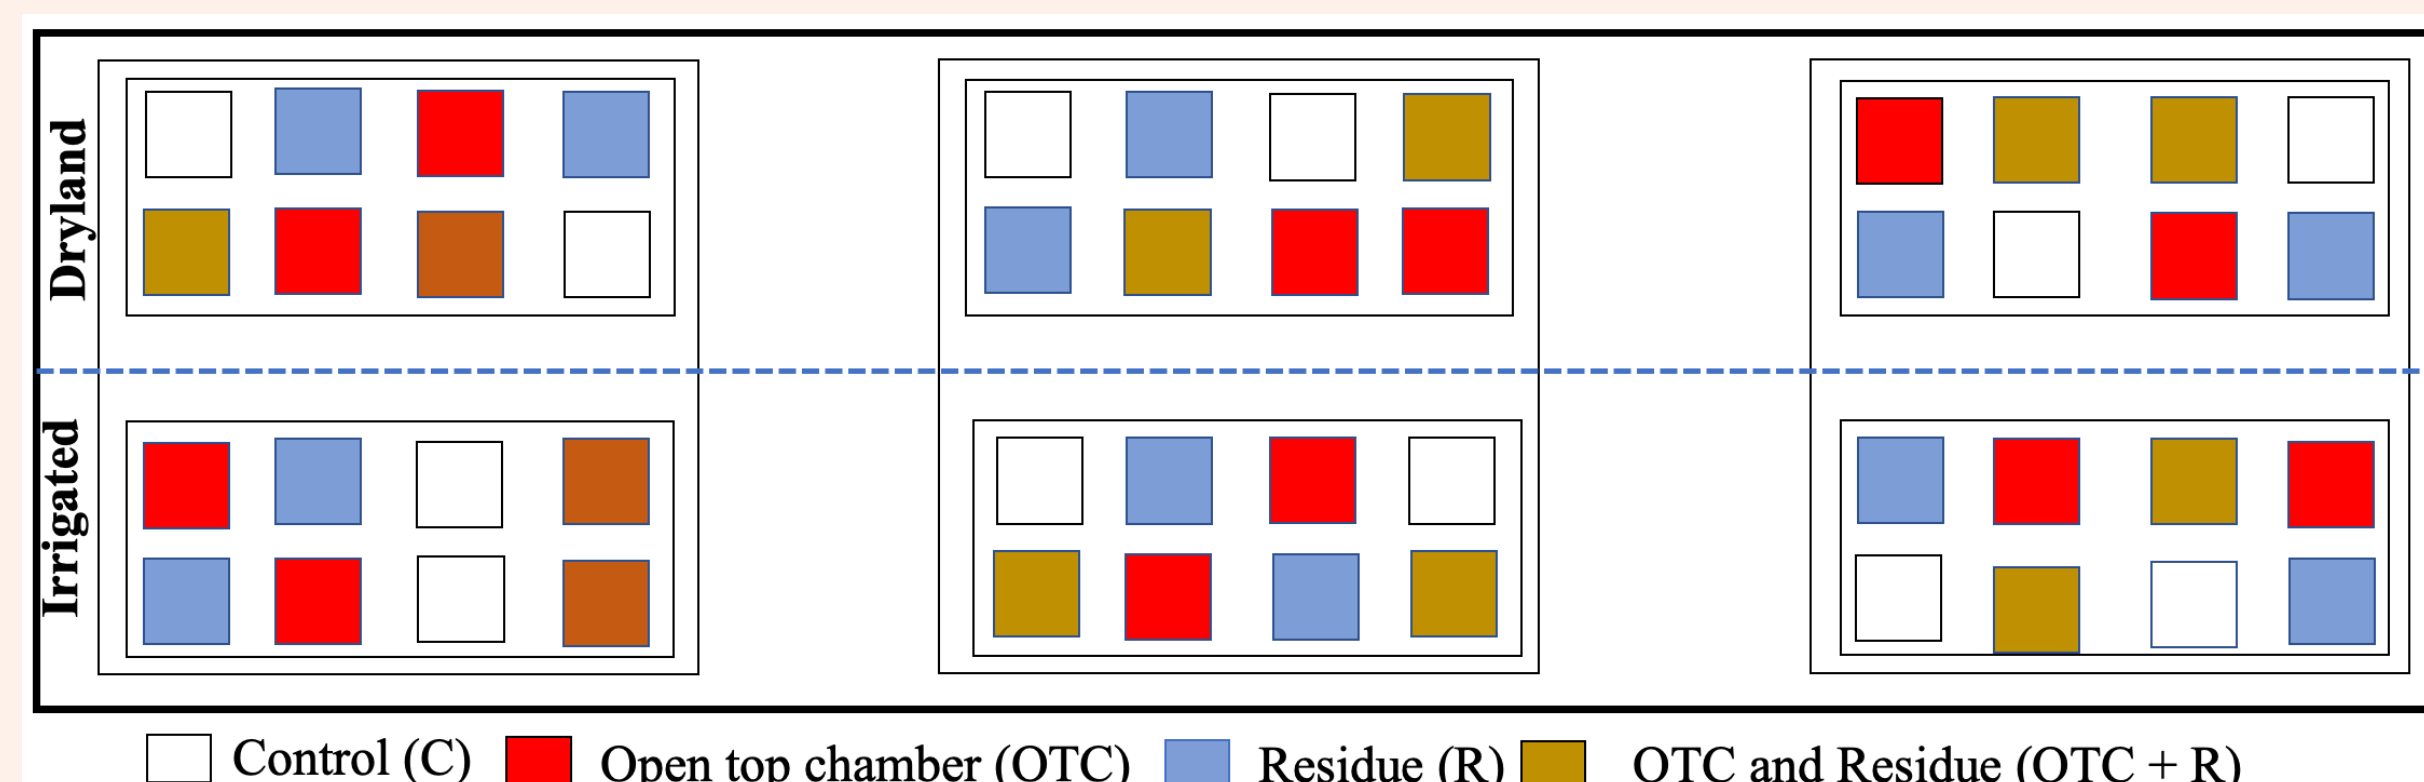 Dryland
Irrigated
Control (C) Open top chamber (OTC) Residue (R) OTC and Residue (OTC + R)